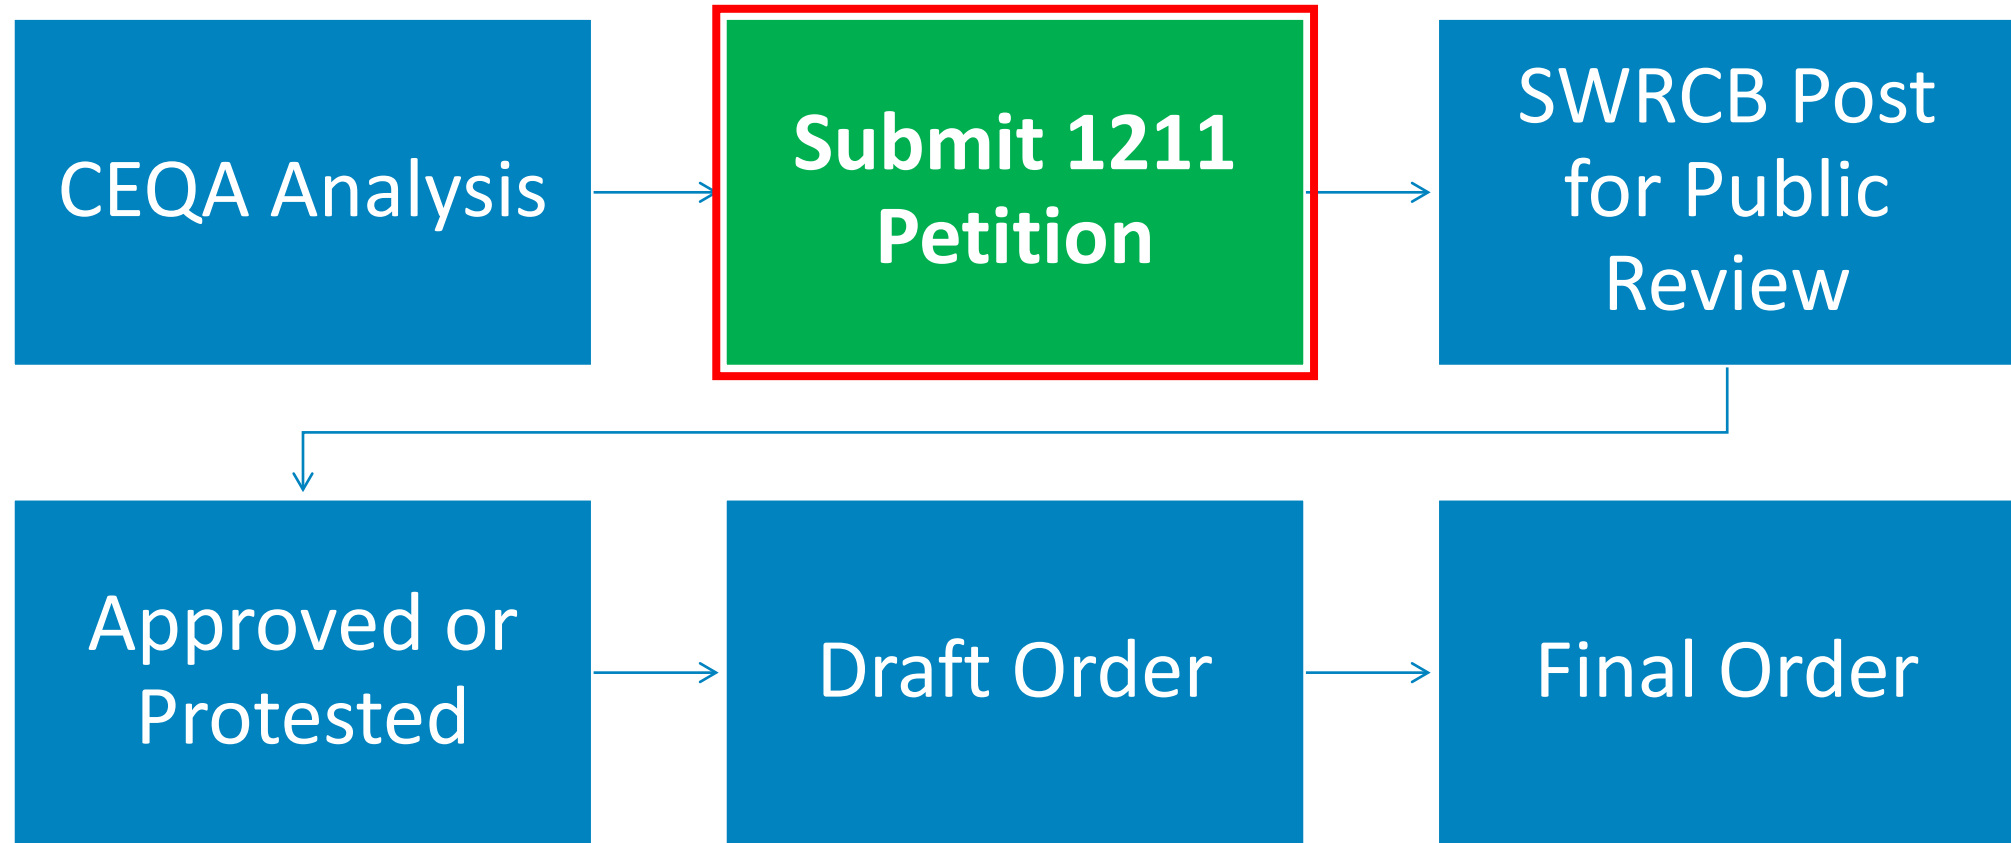 CEQA Analysis
Submit 1211
Petition
SWRCB Post
for Public
Review
Approved or
Protested
Draft Order
Final Order